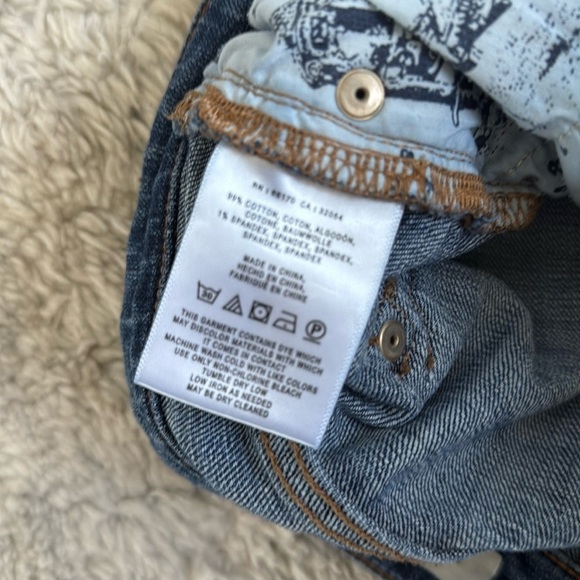 RN | 66170 CA | 32054
99% COTTON, COTON, ALGODÓN,
COTONE, BAUMWOLLE
1% SPANDEX, SPANDEX, SPANDEX,
SPANDEX, SPANDEX
MADE IN CHINA,
HECHO EN CHINA,
FABRIQUÉ EN CHINE
30 P
THIS GARMENT CONTAINS DYE WHICH
MAY DISCOLOR MATERIALS WITH WHICH
IT COMES IN CONTACT
MACHINE WASH COLD WITH LIKE COLORS
USE ONLY NON-CHLORINE BLEACH
TUMBLE DRY LOW
LOW IRON AS NEEDED
MAY BE DRY CLEANED